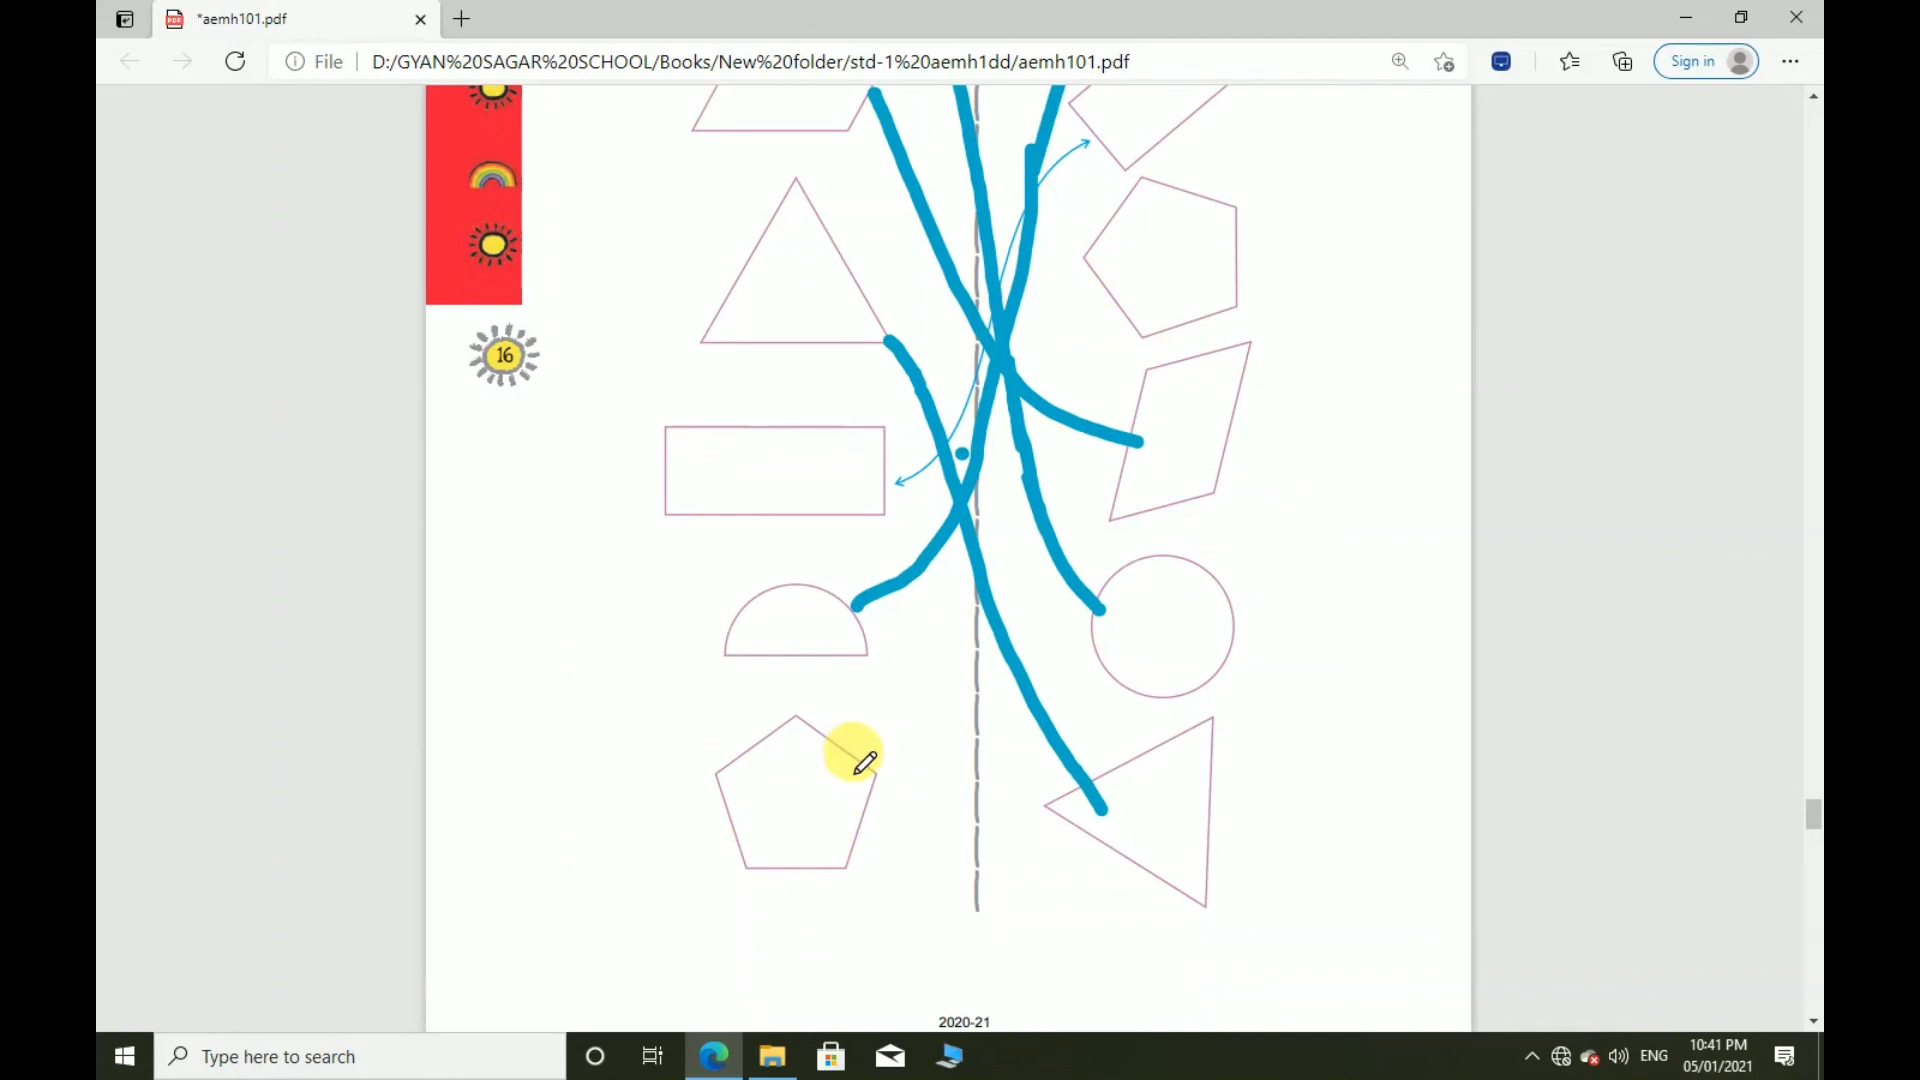 *aemh101.pdf
File
D:/GYAN%20SAGAR%20SCHOOL/Books/New%20folder/std-1%20aemh1dd/aemh101.pdf
Sign in
16
2020-21
Type here to search
ENG
10:41 PM
05/01/2021